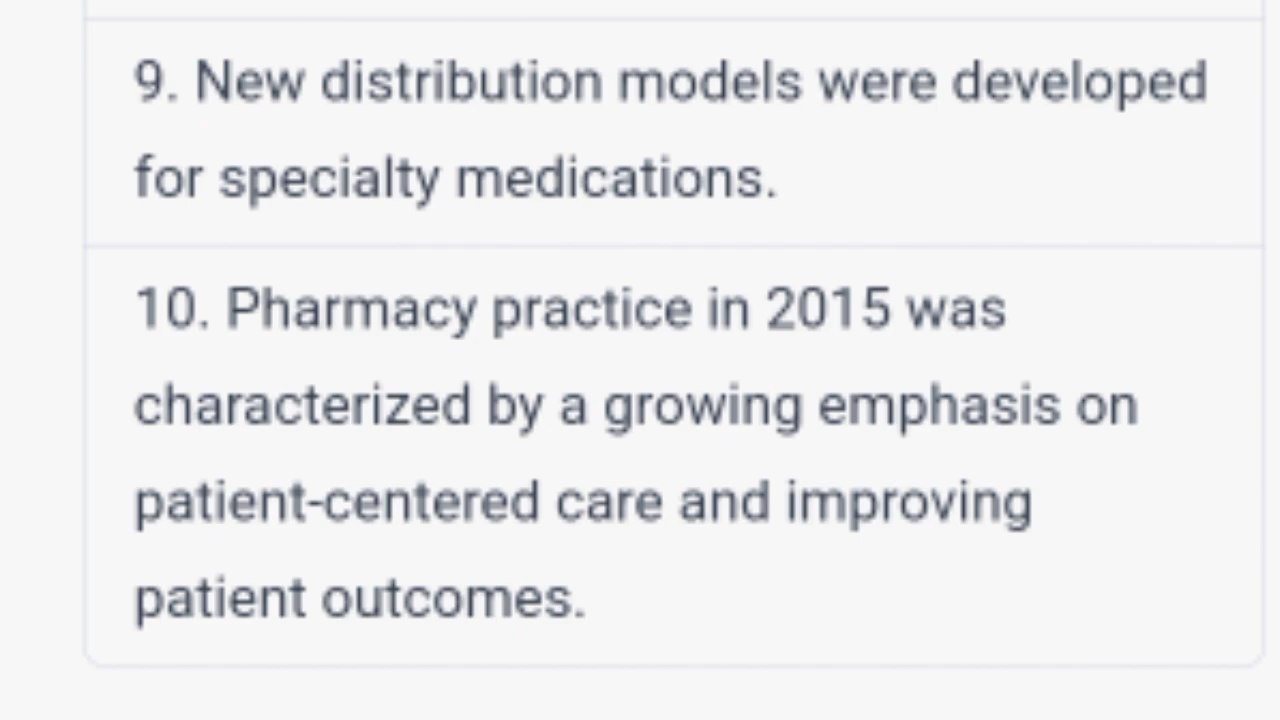 9. New distribution models were developed
for specialty medications.
10. Pharmacy practice in 2015 was
characterized by a growing emphasis on
patient-centered care and improving
patient outcomes.